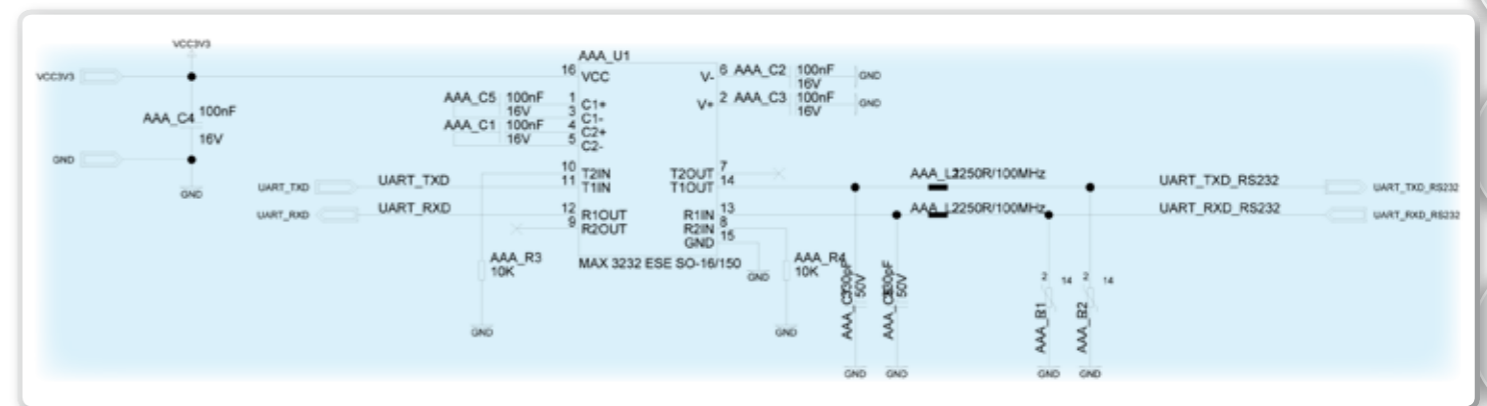 VCC3V3
VCC3V3
AAA_C4
100nF
16V
GND
GND
AAA_U1
16 VCC
V- 6 AAA_C2 100nF GND
16V
V+ 2 AAA_C3 100nF GND
16V
AAA_C5 100nF 1 C1+
16V 3 C1-
AAA_C1 100nF 4 C2+
16V 5 C2-
10 T2IN
T2OUT 7
UART_TXD UART_TXD 11 T1IN
T1OUT 14
250R/100MHz UART_TXD_RS232 UART_TXD_RS232
UART_RXD UART_RXD 12 R1OUT
R1IN 13
250R/100MHz UART_RXD_RS232 UART_RXD_RS232
9 R2OUT
R2IN 8
GND 15
GND
MAX 3232 ESE SO-16/150
AAA_R3
10K
GND
AAA_R4
10K
GND
50V
GND
50V
GND
2 14
AAA_B1
GND
2 14
AAA_B2
GND